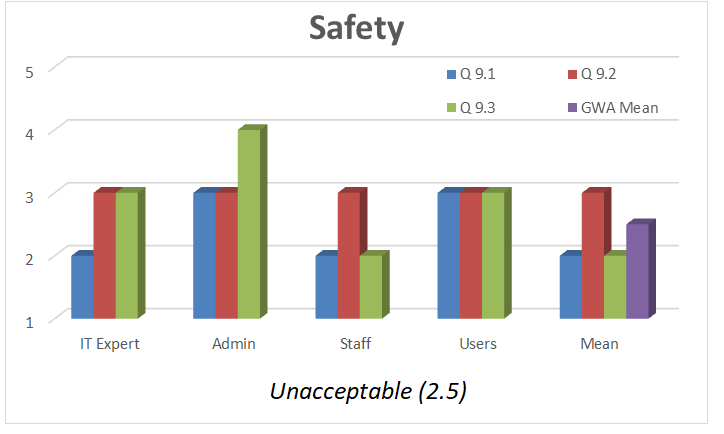 Safety
Q 9.1 Q 9.2
Q 9.3 GWA Mean
5
4
3
2
1
IT Expert Admin Staff Users Mean
Unacceptable (2.5)